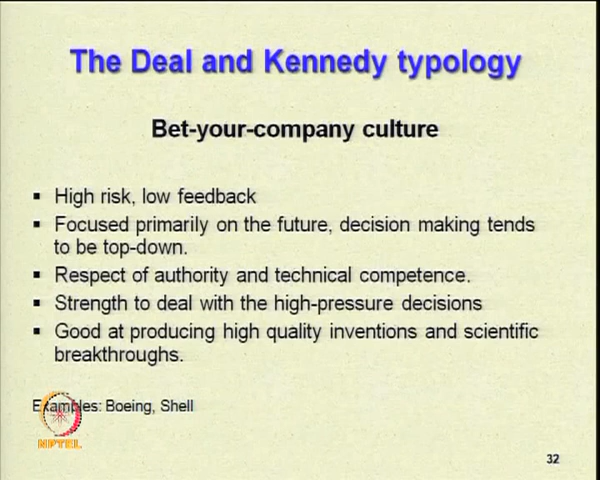 The Deal and Kennedy typology
Bet-your-company culture
▪ High risk, low feedback
▪ Focused primarily on the future, decision making tends
to be top-down.
▪ Respect of authority and technical competence.
▪ Strength to deal with the high-pressure decisions
▪ Good at producing high quality inventions and scientific
breakthroughs.
Examples: Boeing, Shell
NPTEL
32